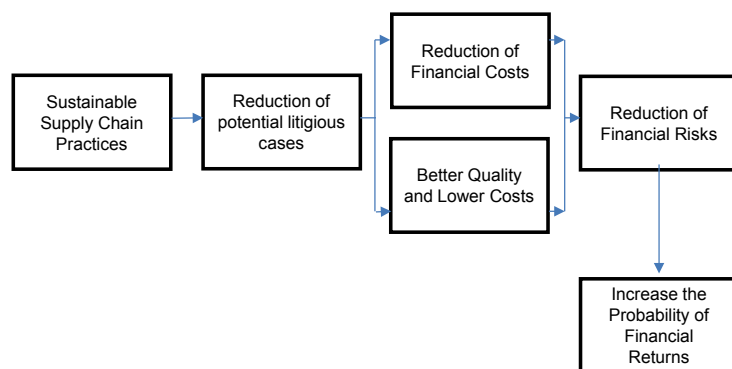 Sustainable
Supply Chain
Practices
Reduction of
potential litigious
cases
Reduction of
Financial Costs
Better Quality
and Lower Costs
Reduction of
Financial Risks
Increase the
Probability of
Financial
Returns